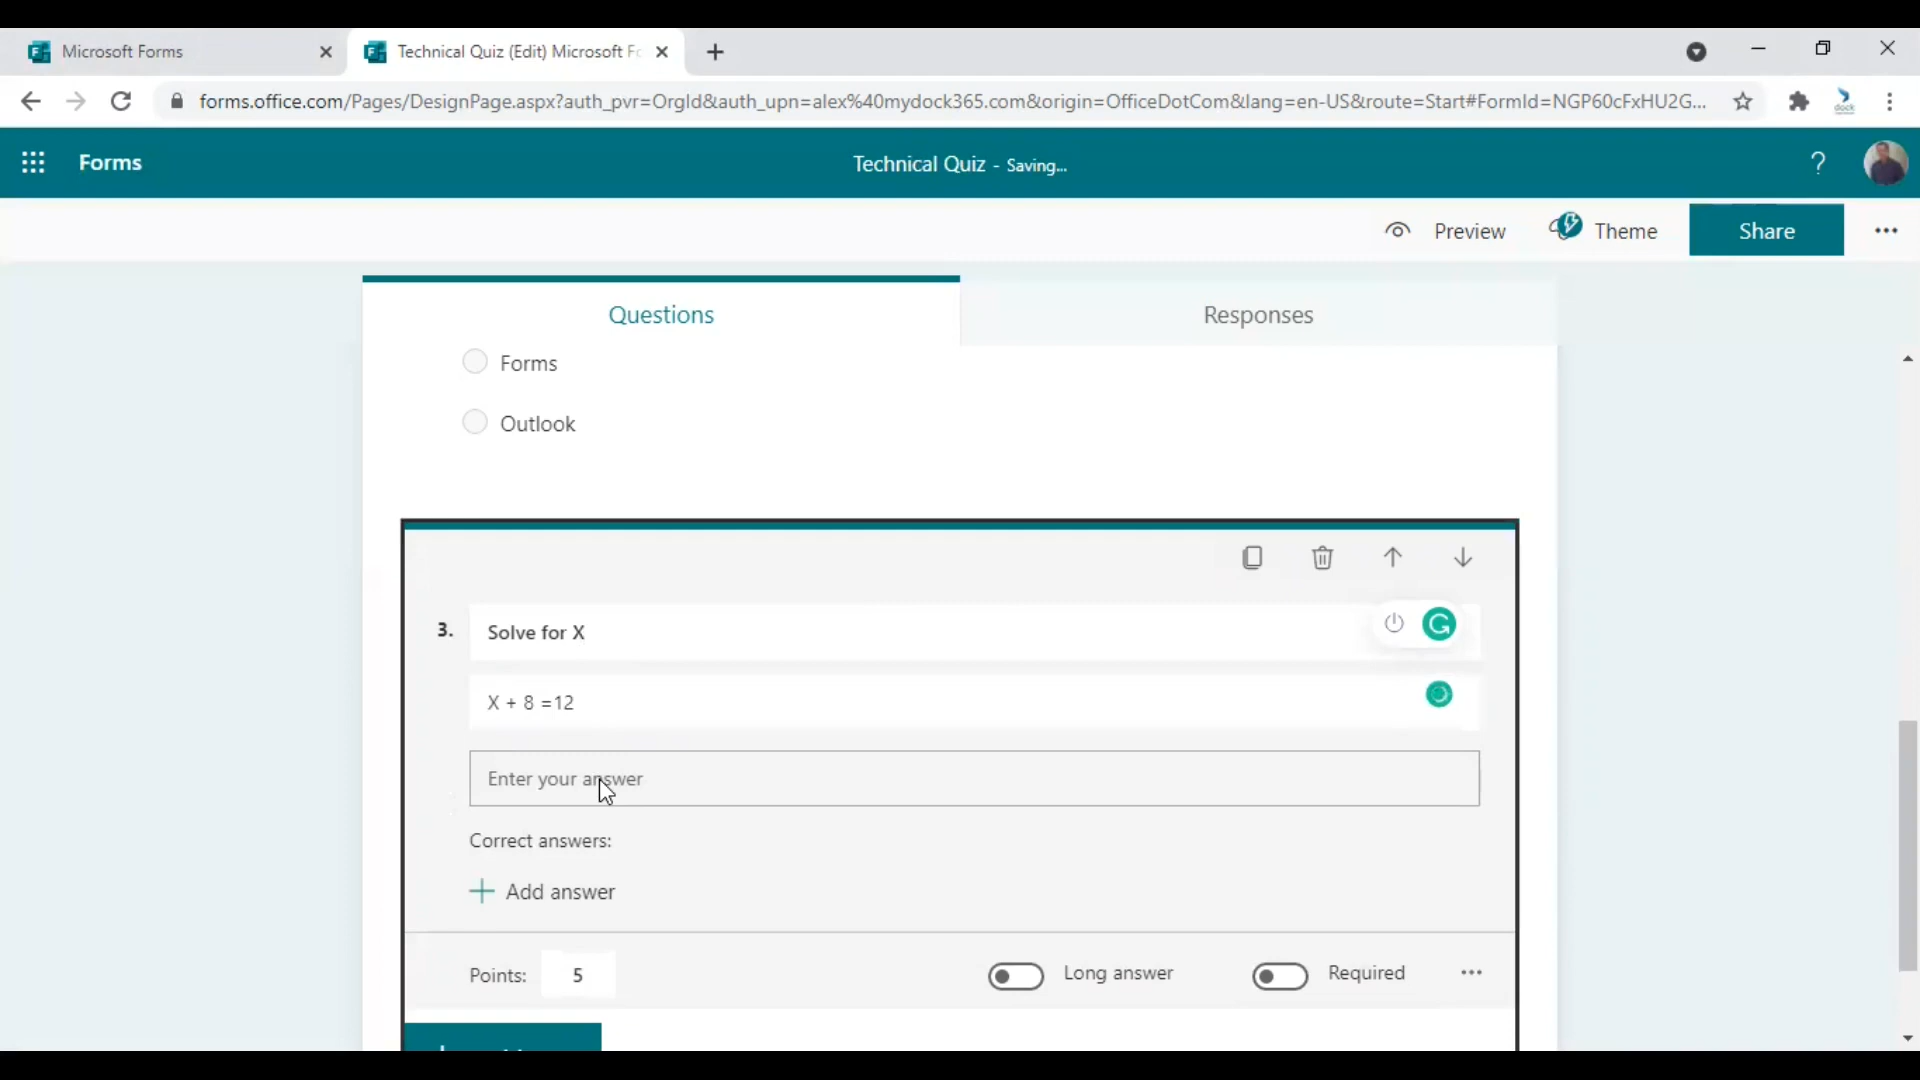 Microsoft Forms
Technical Quiz (Edit) Microsoft Fo
forms.office.com/Pages/DesignPage.aspx?auth_pvr=OrgId&auth_upn=alex%40mydock365.com&origin=OfficeDotCom&lang=en-US&route=Start#FormId=NGP60cFxHU2G...
dock
Forms
Technical Quiz - Saving...
?
Preview
Theme
Share
Questions
Responses
Forms
Outlook
3.
Solve for X
X + 8 =12
Enter your answer
Correct answers:
Add answer
Points: 5
Long answer
Required